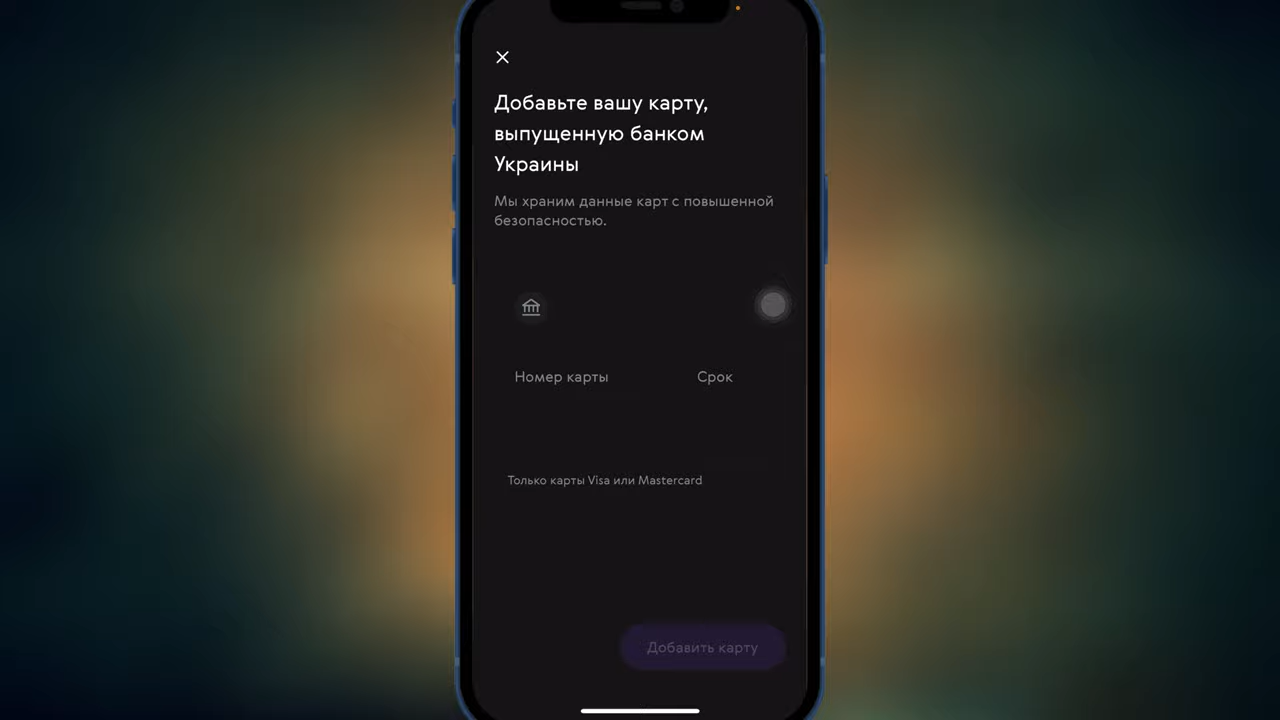 Добавьте вашу карту,
выпущенную банком
Украины
Мы храним данные карт с повышенной
безопасностью.
Номер карты
Срок
Только карты Visa или Mastercard
Добавить карту